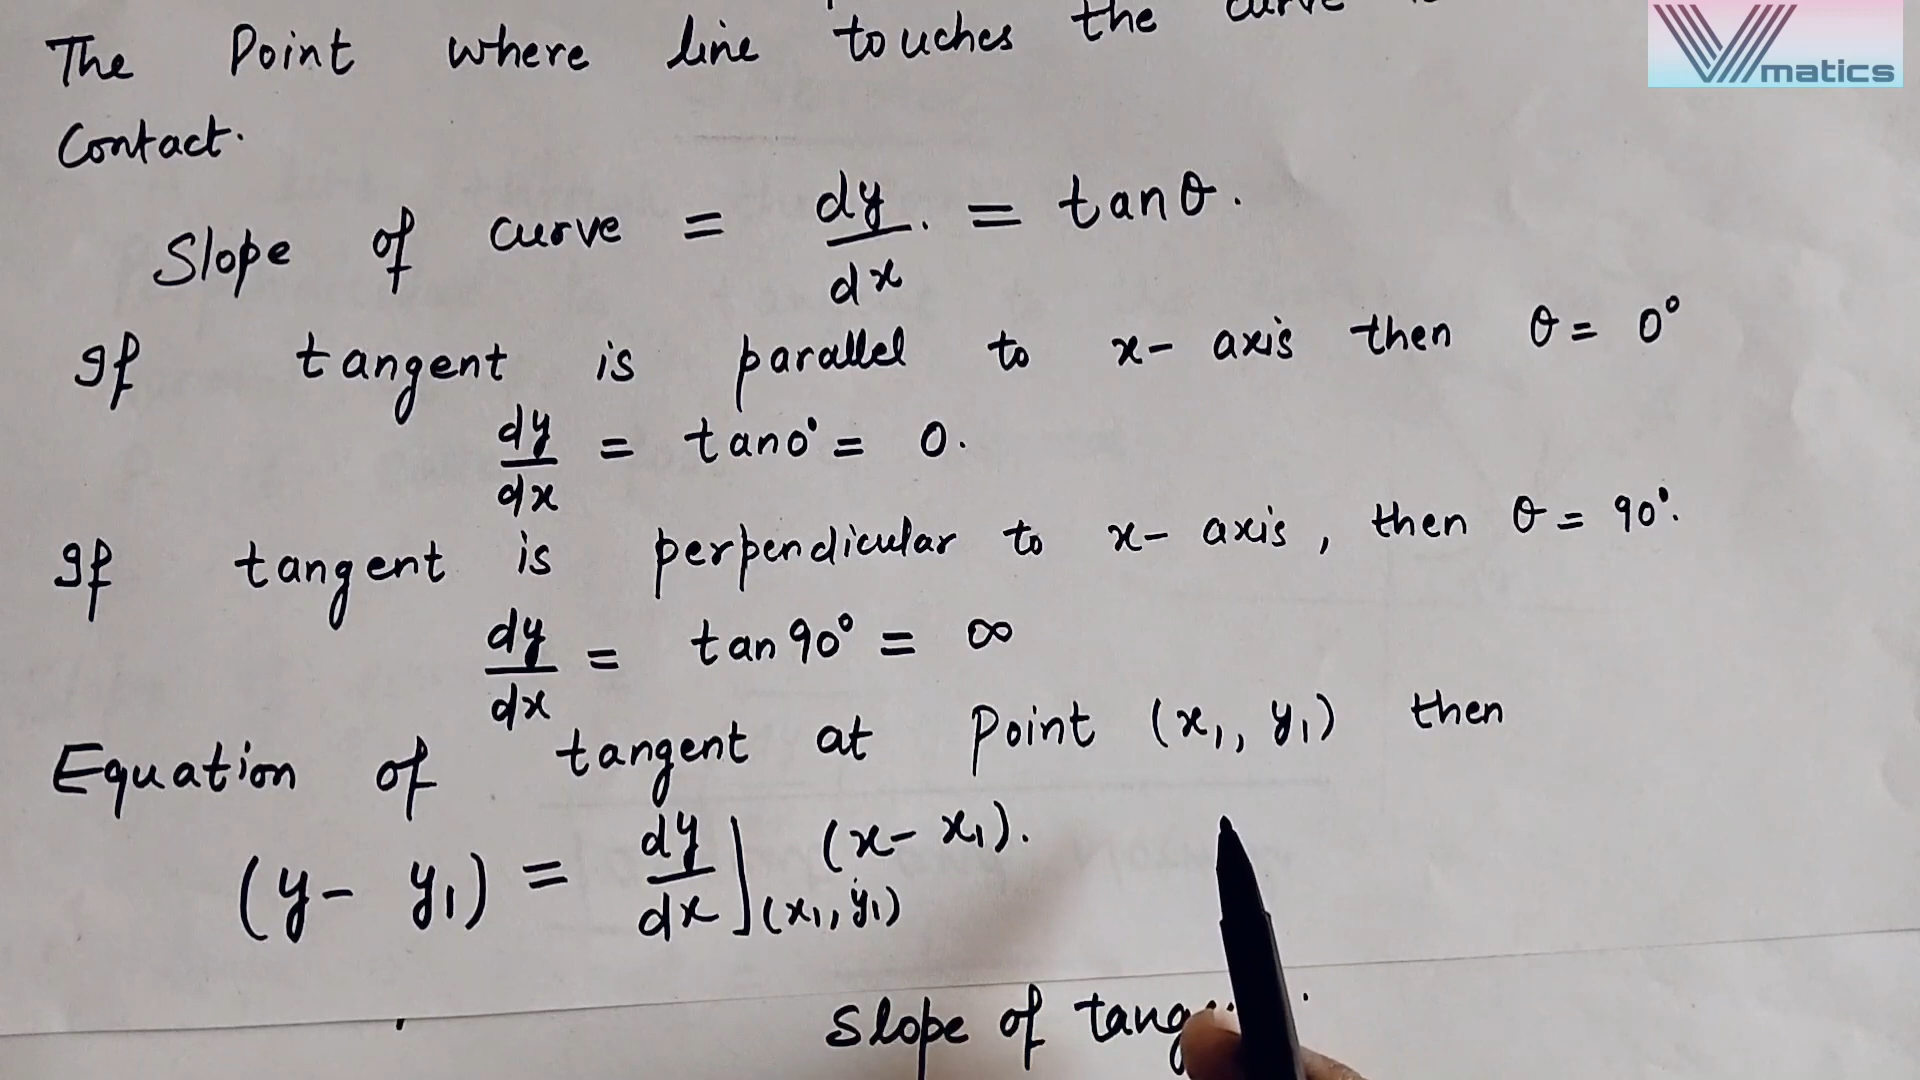 The Point where line touches the curve
Vmatics
Contact.
Slope of curve = dy/dx. = tanθ.
If tangent is parallel to x-axis then θ = 0°
dy/dx = tan0° = 0.
If tangent is perpendicular to x-axis, then θ = 90°.
dy/dx = tan90° = ∞
Equation of tangent at Point (x₁, y₁) then
(y - y₁) = dy/dx](x₁, y₁) (x - x₁).
Slope of